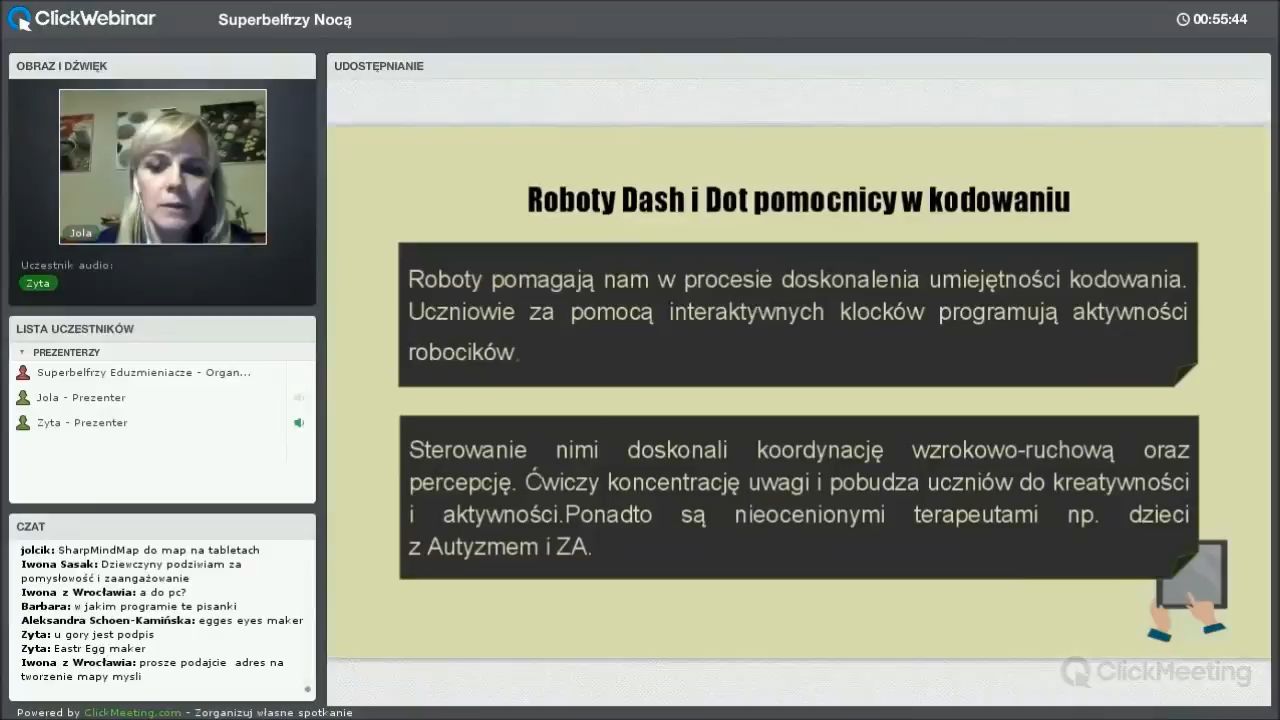 ClickWebinar
Superbelfrzy Nocą
00:55:44
OBRAZ I DŹWIĘK
Jola
Uczestnik audio:
Zyta
LISTA UCZESTNIKÓW
PREZENTERZY
Superbelfrzy Eduzmieniacze - Organ...
Jola - Prezenter
Zyta - Prezenter
CZAT
jolcik: SharpMindMap do map na tabletach
Iwona Sasak: Dziewczyny podziwiam za
pomysłowość i zaangażowanie
Iwona z Wrocławia: a do pc?
Barbara: w jakim programie te pisanki
Aleksandra Schoen-Kamińska: egges eyes maker
Zyta: u gory jest podpis
Zyta: Eastr Egg maker
Iwona z Wrocławia: prosze podajcie adres na
tworzenie mapy mysli
UDOSTĘPNIANIE
Roboty Dash i Dot pomocnicy w kodowaniu
Roboty pomagają nam w procesie doskonalenia umiejętności kodowania.
Uczniowie za pomocą interaktywnych klocków programują aktywności
robocików.
Sterowanie nimi doskonali koordynację wzrokowo-ruchową oraz
percepcję. Ćwiczy koncentrację uwagi i pobudza uczniów do kreatywności
i aktywności.Ponadto są nieocenionymi terapeutami np. dzieci
z Autyzmem i ZA.
ClickMeeting
Powered by ClickMeeting.com - Zorganizuj własne spotkanie